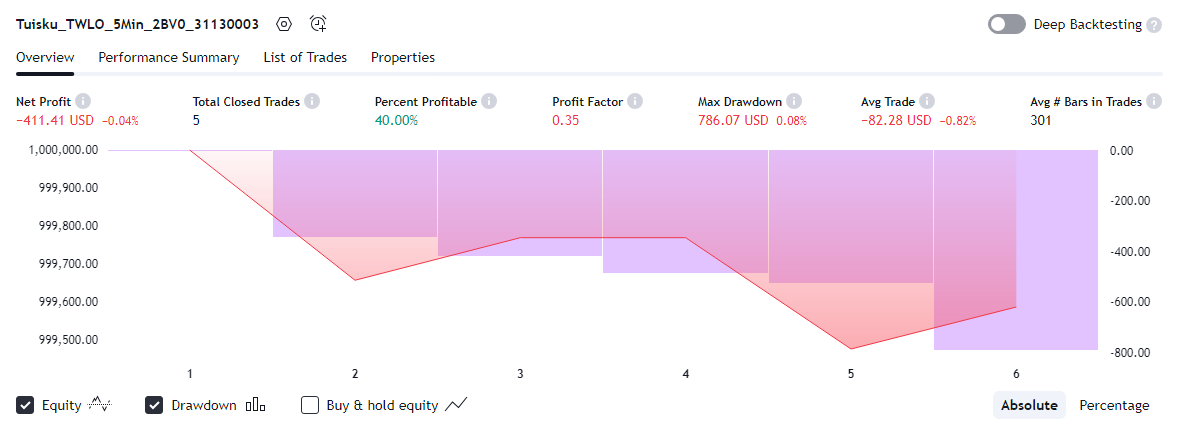 Tuisku_TWLO_5Min_2BV0_31130003 Deep Backtesting ?
Overview Performance Summary List of Trades Properties
Net Profit i Total Closed Trades i Percent Profitable i Profit Factor i Max Drawdown i Avg Trade i Avg # Bars in Trades i
−411.41 USD −0.04% 5 40.00% 0.35 786.07 USD 0.08% −82.28 USD −0.82% 301
1,000,000.00 0.00
999,900.00 -200.00
999,800.00 -400.00
999,700.00 -600.00
999,600.00 -800.00
999,500.00
1 2 3 4 5 6
Equity Drawdown Buy & hold equity Absolute Percentage